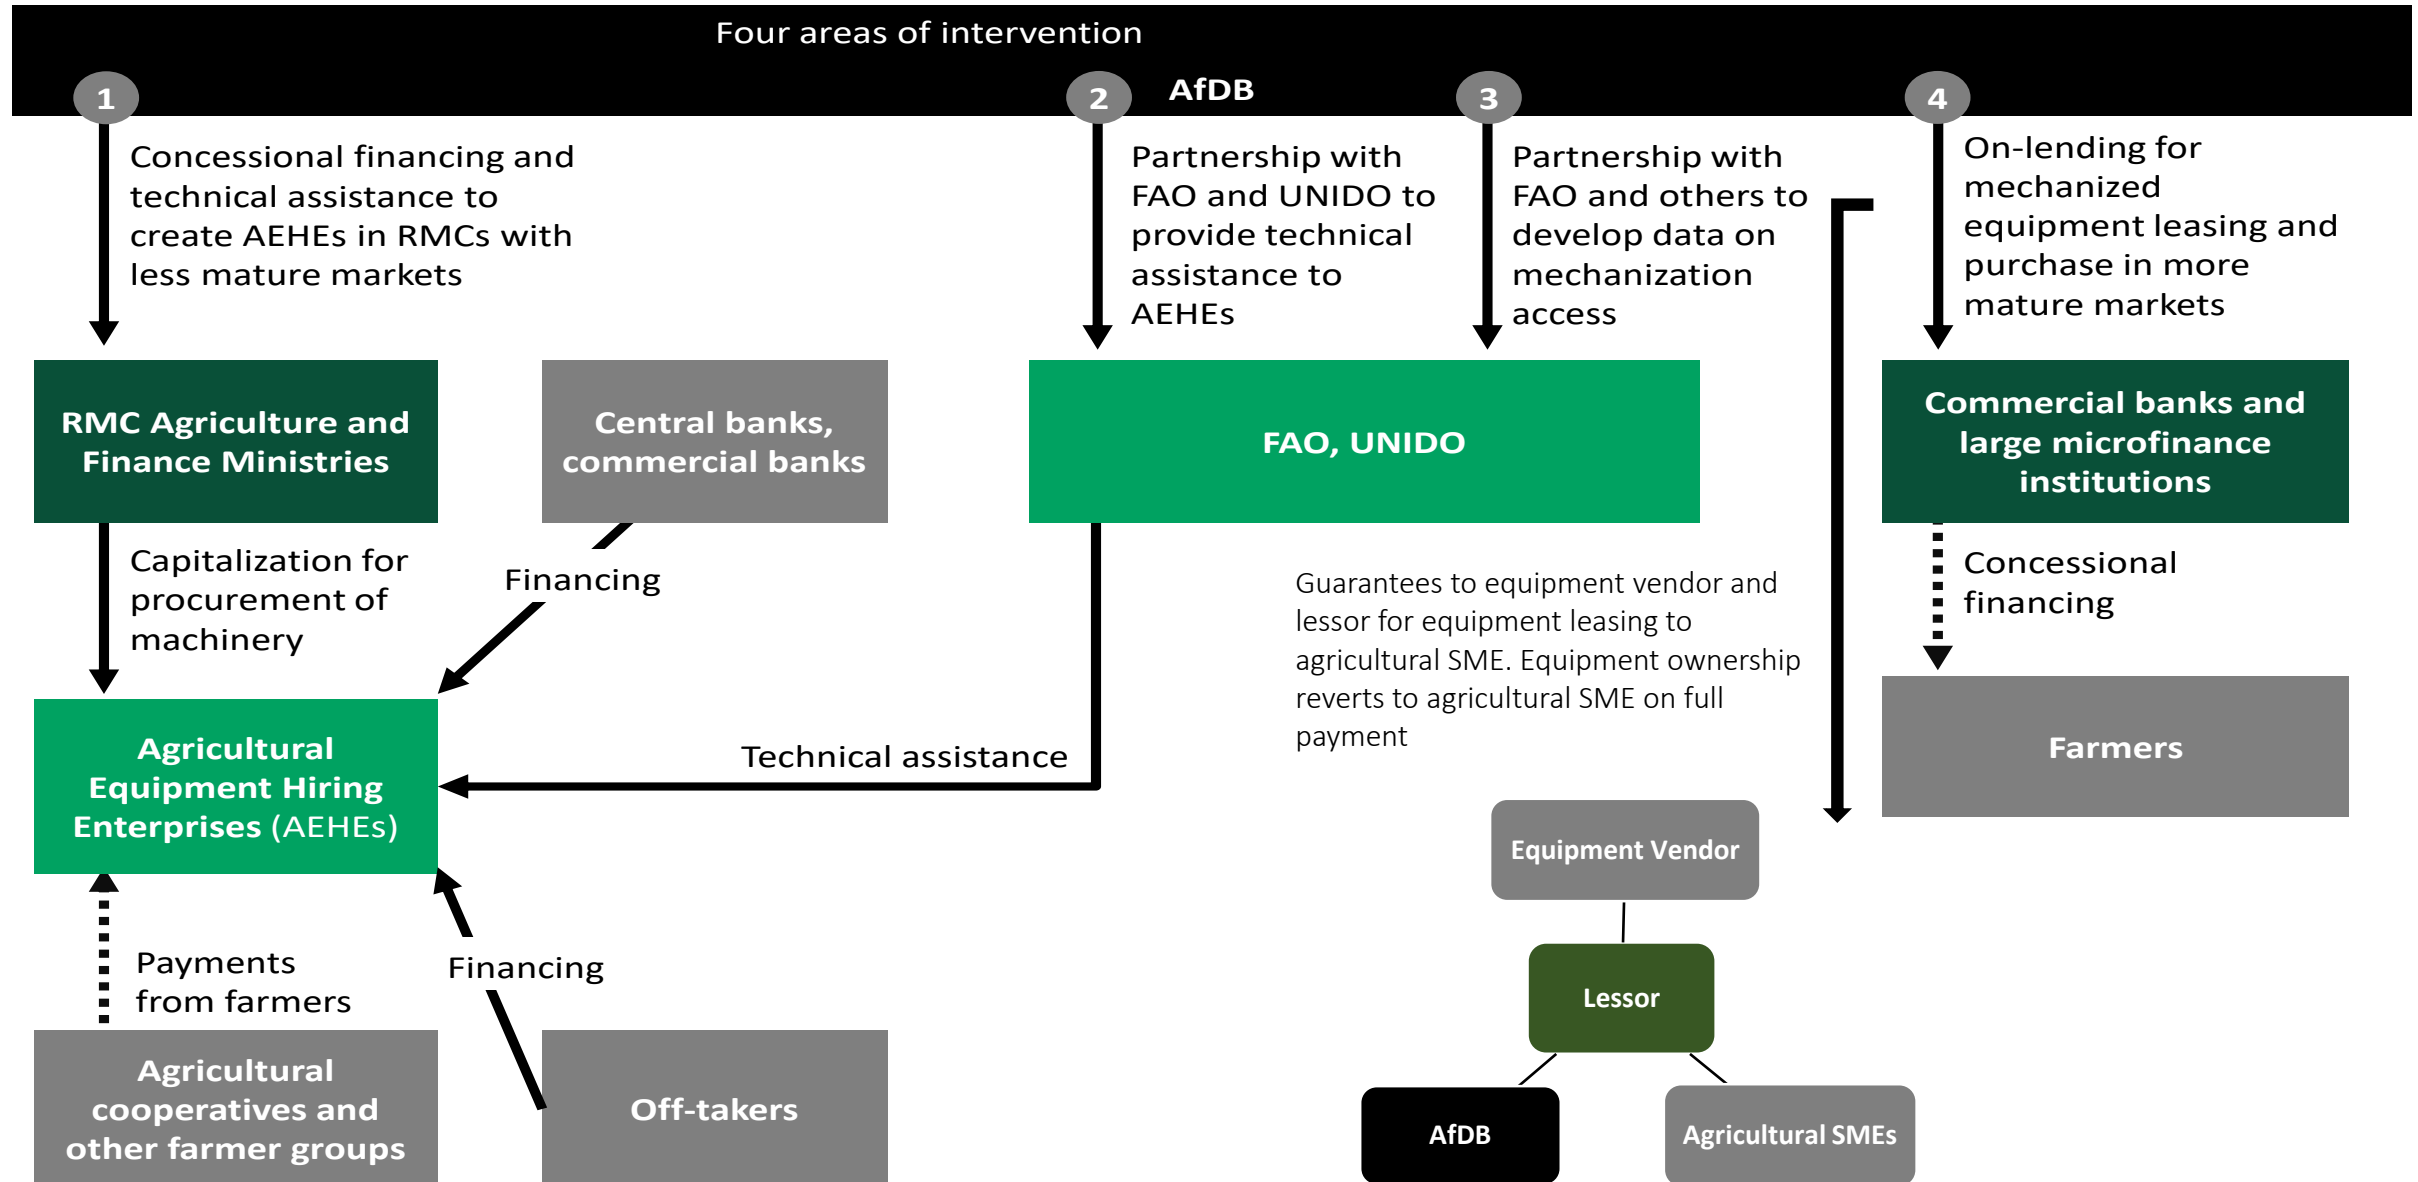 Four areas of intervention
AfDB
1
2
3
4
Concessional financing and
technical assistance to
create AEHEs in RMCs with
less mature markets
Partnership with
FAO and UNIDO to
provide technical
assistance to
AEHEs
Partnership with
FAO and others to
develop data on
mechanization
access
On-lending for
mechanized
equipment leasing and
purchase in more
mature markets
RMC Agriculture and
Finance Ministries
Central banks,
commercial banks
FAO, UNIDO
Commercial banks and
large microfinance
institutions
Capitalization for
procurement of
machinery
Financing
Guarantees to equipment vendor and
lessor for equipment leasing to
agricultural SME. Equipment ownership
reverts to agricultural SME on full
payment
Concessional
financing
Agricultural
Equipment Hiring
Enterprises (AEHEs)
Technical assistance
Farmers
Equipment Vendor
Payments
from farmers
Financing
Lessor
Agricultural
cooperatives and
other farmer groups
Off-takers
AfDB
Agricultural SMEs